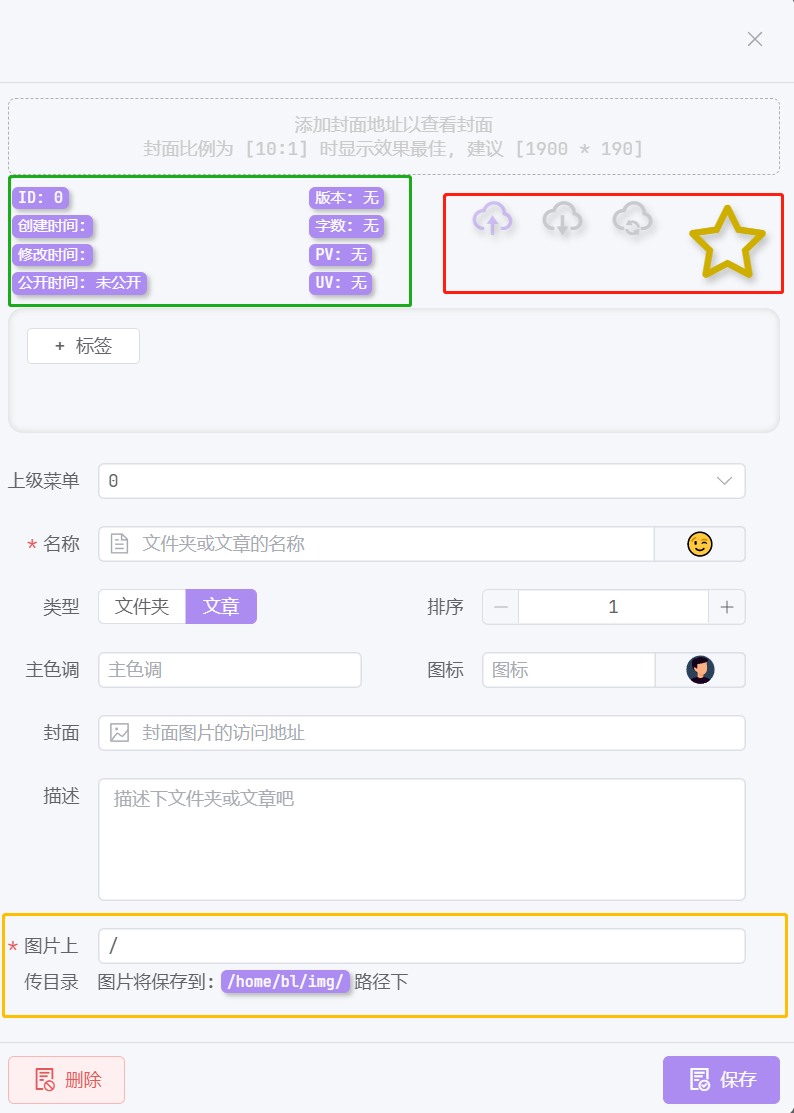 添加封面地址以查看封面
封面比例为 [10:1] 时显示效果最佳, 建议 [1900 * 190]
ID: 0 版本: 无
创建时间: 字数: 无
修改时间: PV: 无
公开时间: 未公开 UV: 无
+ 标签
上级菜单 0
* 名称 文件夹或文章的名称
类型 文件夹 文章 排序 — 1 +
主色调 主色调 图标 图标
封面 封面图片的访问地址
描述 描述下文件夹或文章吧
* 图片上 /
传目录 图片将保存到: /home/bl/img/ 路径下
删除 保存